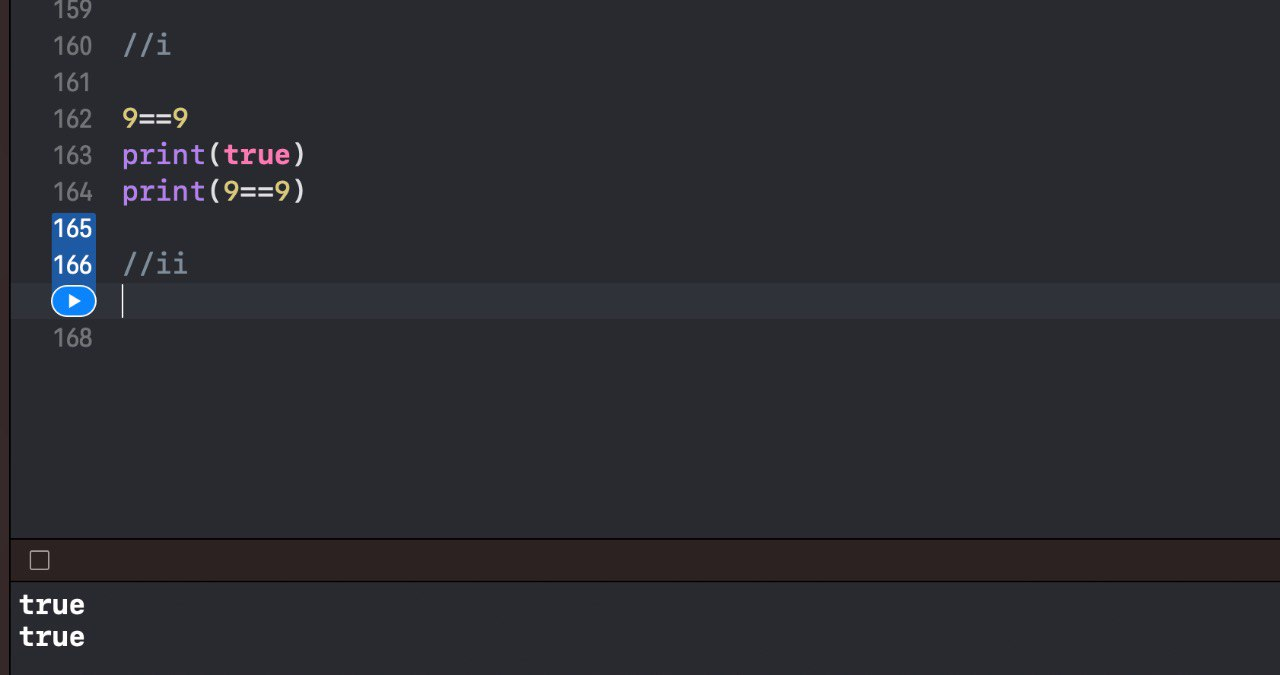 159
160 //i
161
162 9==9
163 print(true)
164 print(9==9)
165
166 //ii
168
true
true